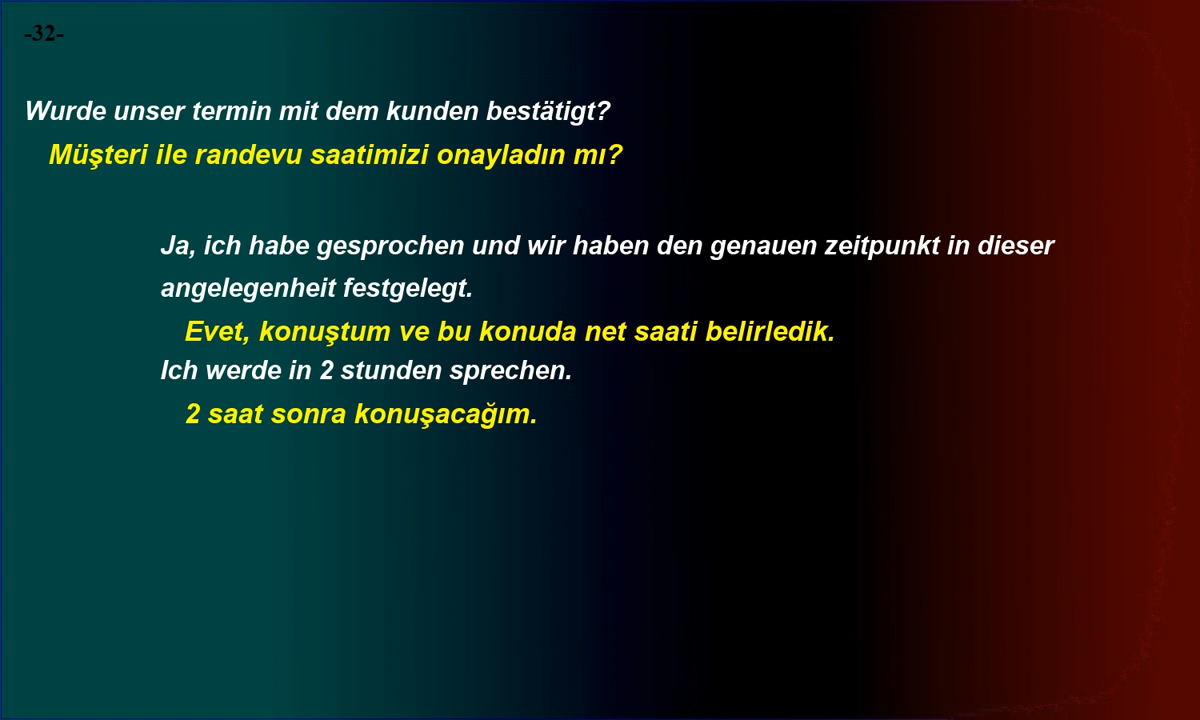 -32-
Wurde unser termin mit dem kunden bestätigt?
Müşteri ile randevu saatimizi onayladın mı?
Ja, ich habe gesprochen und wir haben den genauen zeitpunkt in dieser
angelegenheit festgelegt.
Evet, konuştum ve bu konuda net saati belirledik.
Ich werde in 2 stunden sprechen.
2 saat sonra konuşacağım.